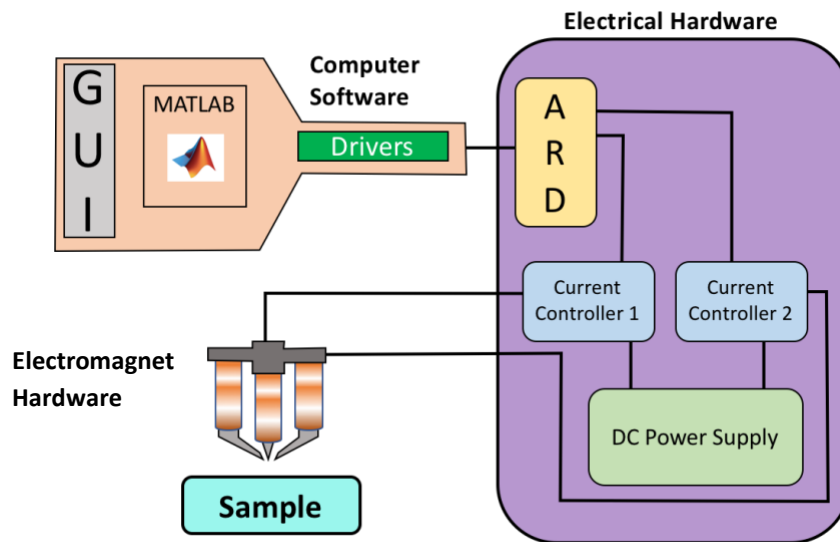 Electrical Hardware
Computer
Software
G
U
I
MATLAB
Drivers
A
R
D
Current
Controller 1
Current
Controller 2
Electromagnet
Hardware
DC Power Supply
Sample